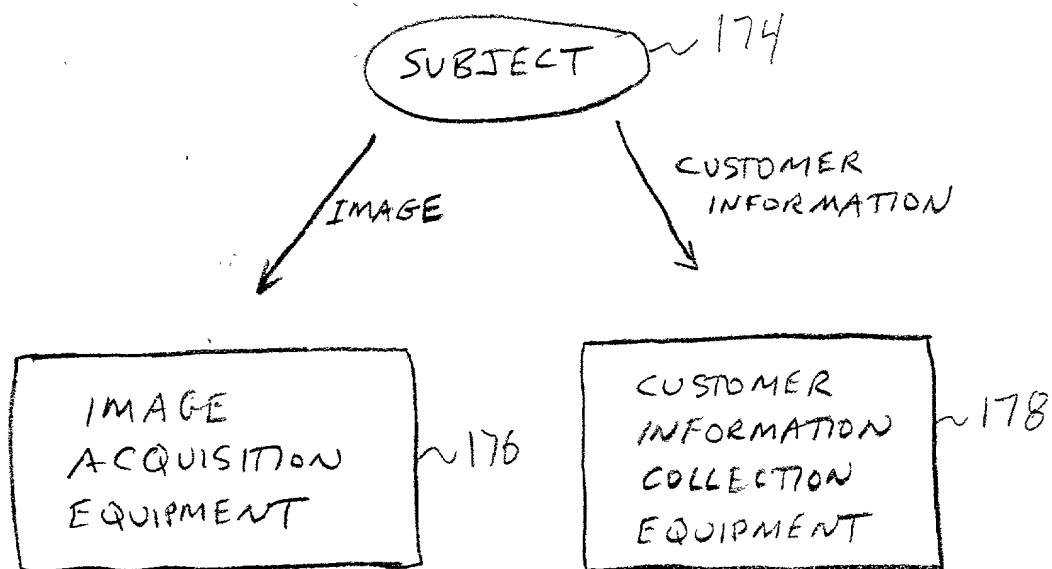 SUBJECT 174
IMAGE
CUSTOMER
INFORMATION
IMAGE
ACQUISITION
EQUIPMENT
176
CUSTOMER
INFORMATION
COLLECTION
EQUIPMENT
178